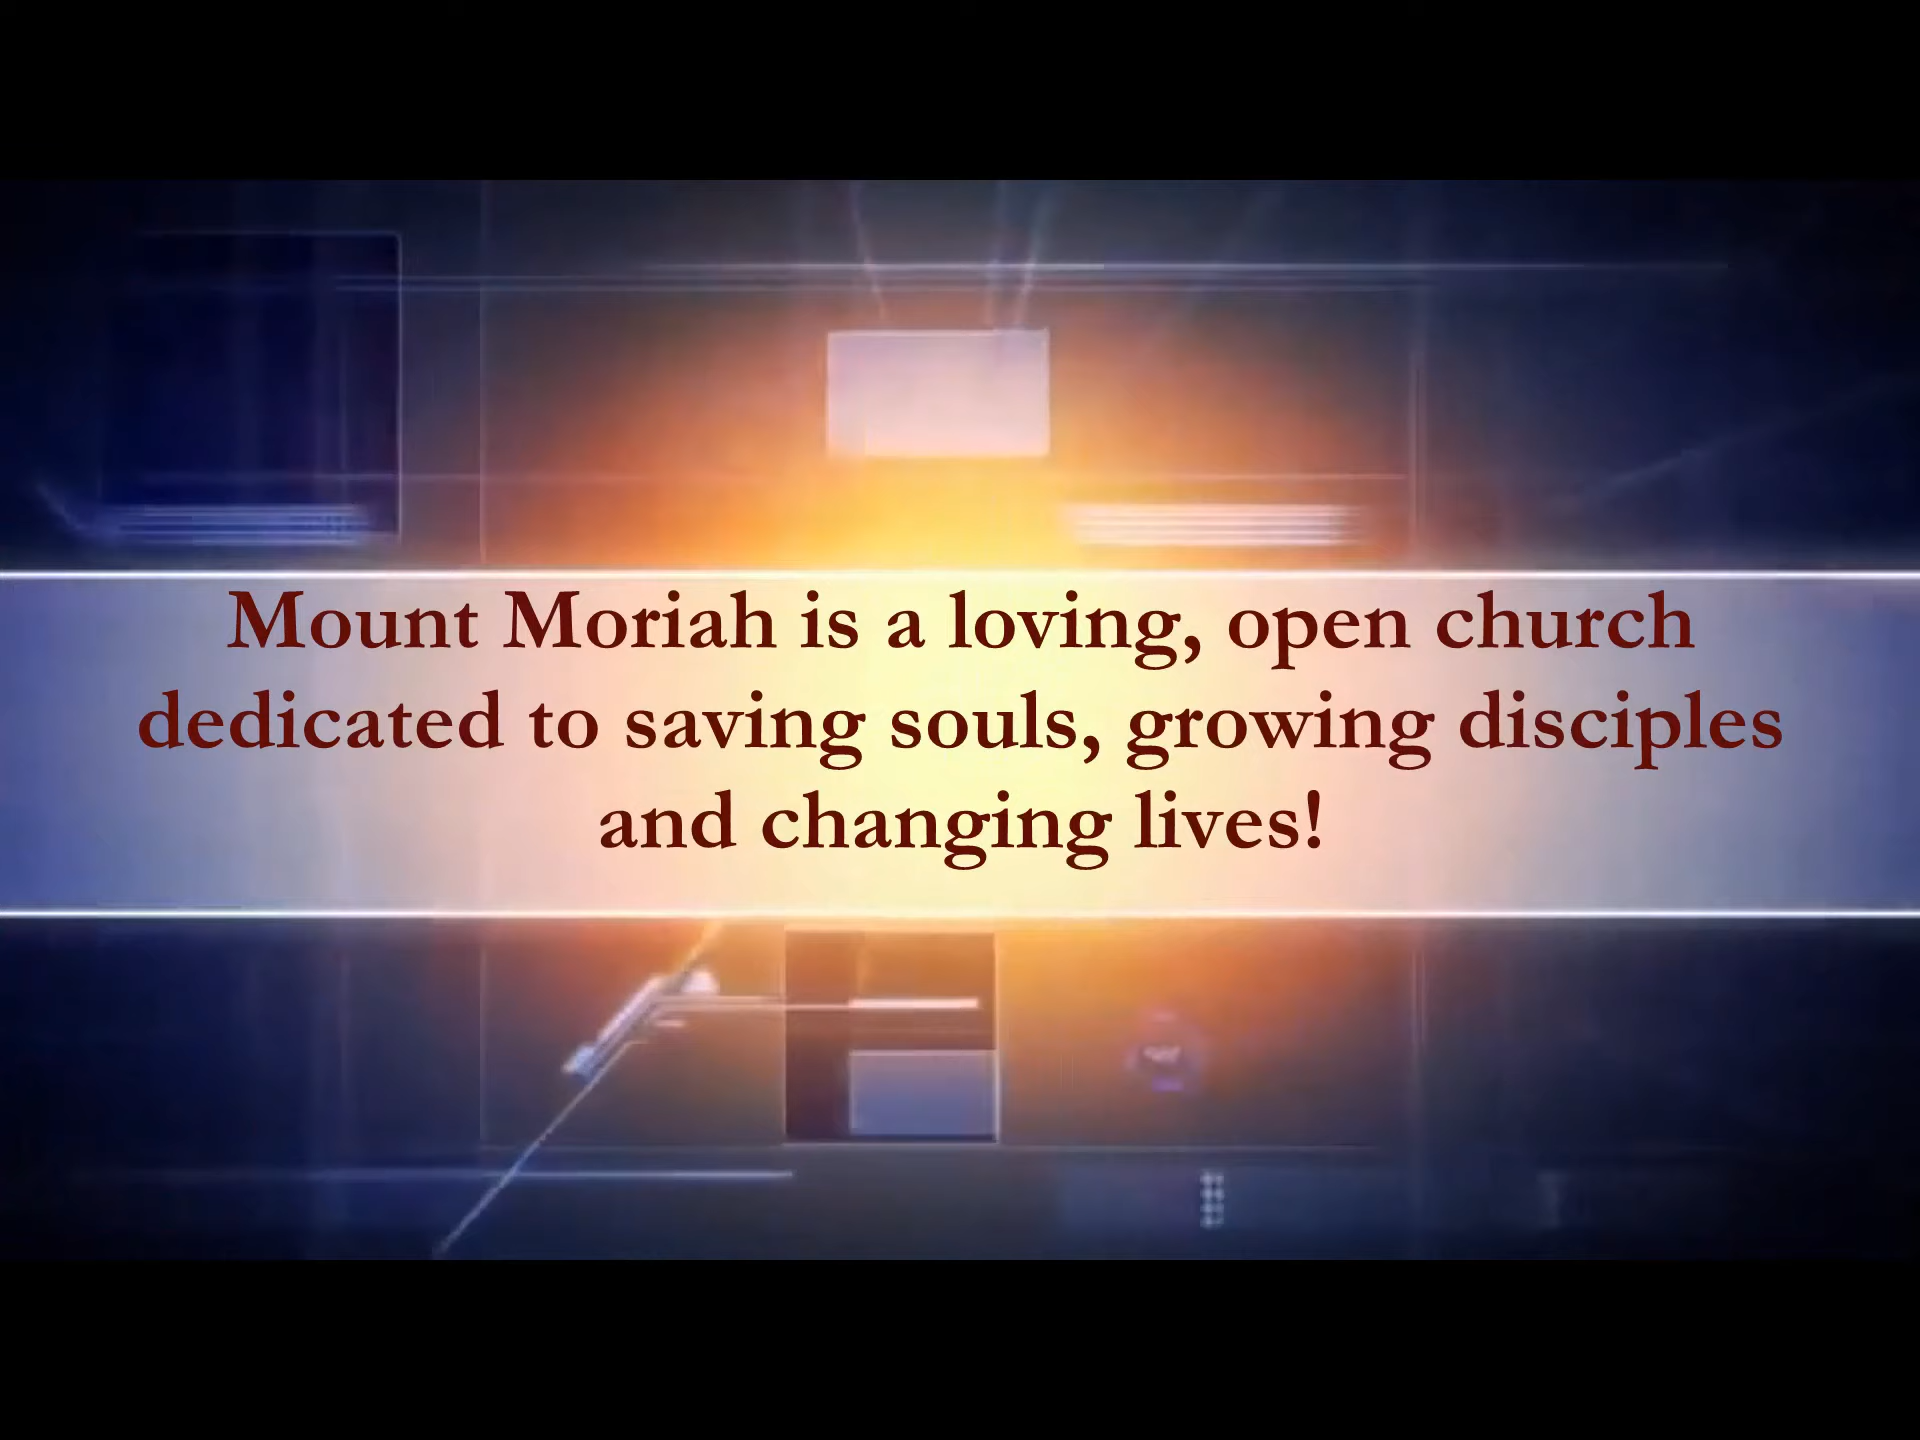 Mount Moriah is a loving, open church
dedicated to saving souls, growing disciples
and changing lives!